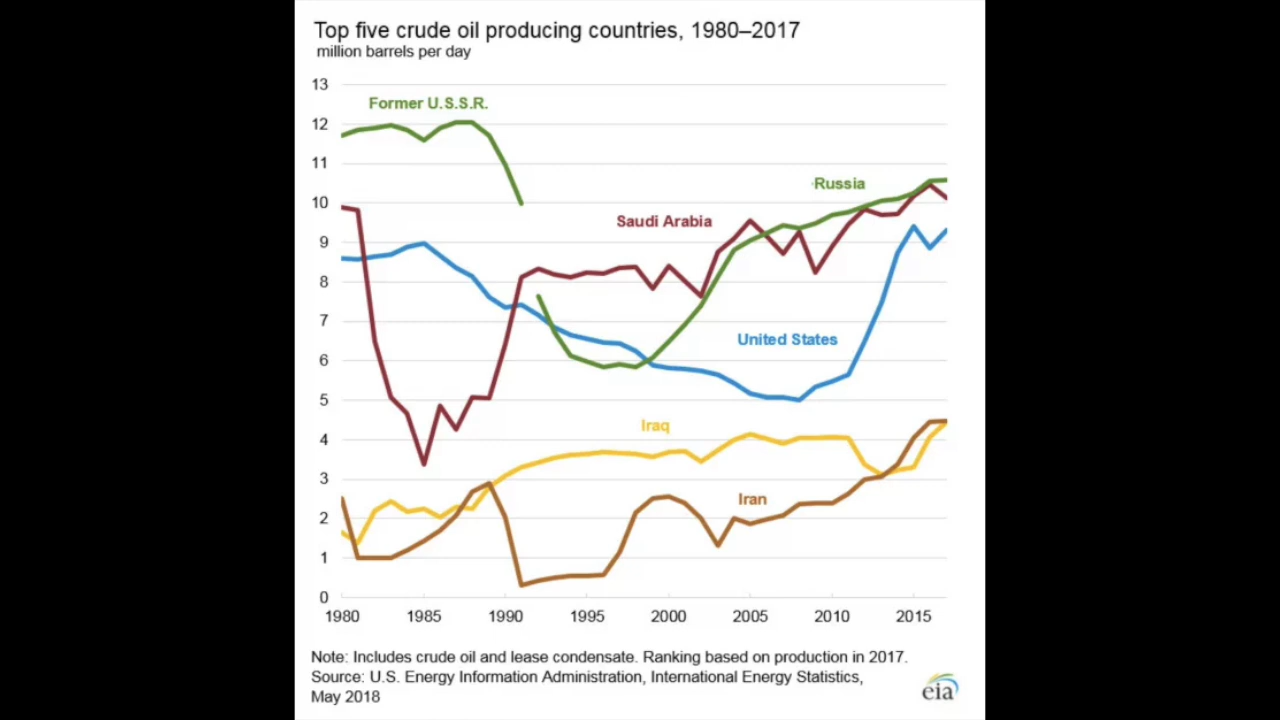 Top five crude oil producing countries, 1980–2017
million barrels per day
13
12
11
10
9
8
7
6
5
4
3
2
1
0
Former U.S.S.R.
Russia
Saudi Arabia
United States
Iraq
Iran
1980 1985 1990 1995 2000 2005 2010 2015
Note: Includes crude oil and lease condensate. Ranking based on production in 2017.
Source: U.S. Energy Information Administration, International Energy Statistics,
May 2018
eia